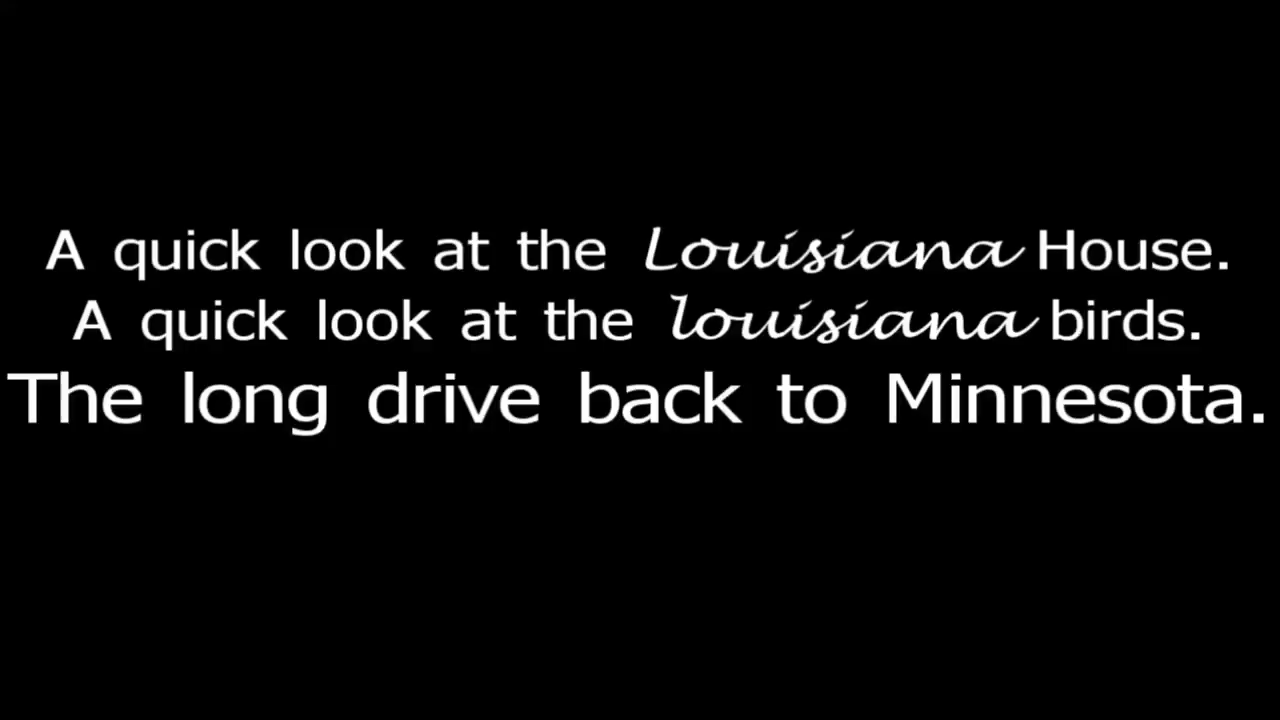 A quick look at the Louisiana House.
A quick look at the louisiana birds.
The long drive back to Minnesota.